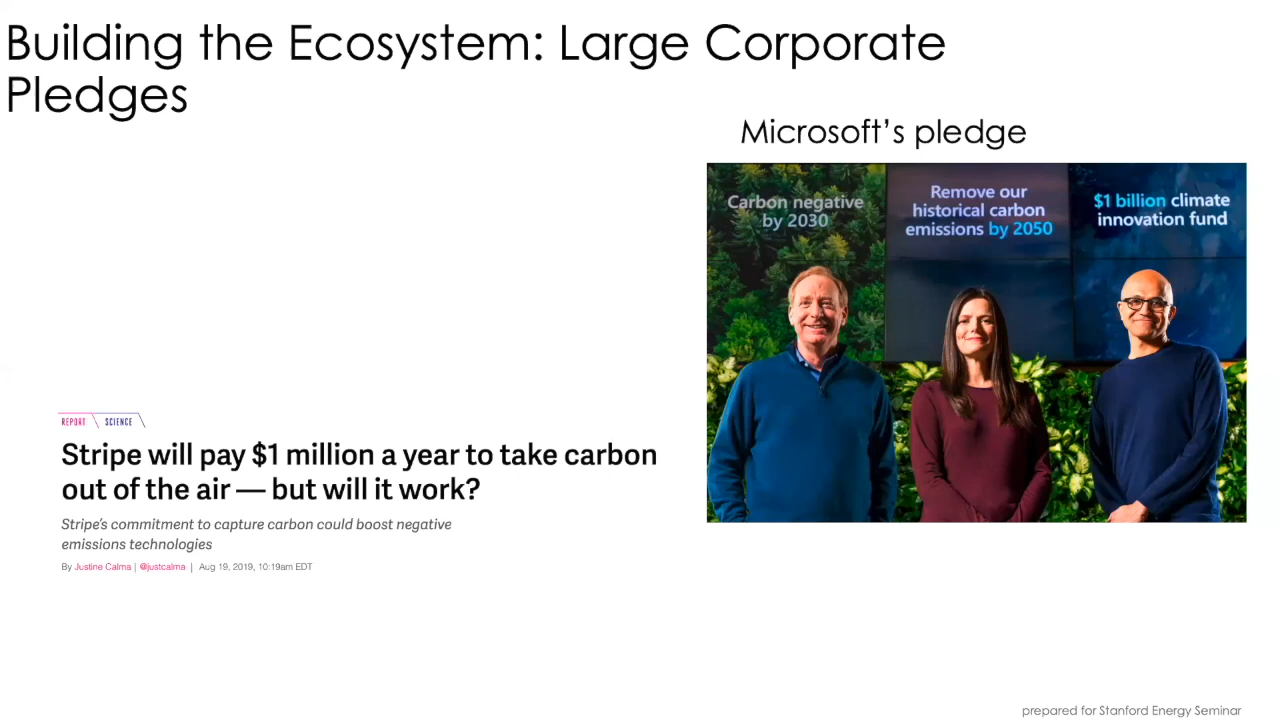 Building the Ecosystem: Large Corporate
Pledges
Microsoft’s pledge
Carbon negative
by 2030
Remove our
historical carbon
emissions by 2050
$1 billion climate
innovation fund
REPORT \ SCIENCE
Stripe will pay $1 million a year to take carbon
out of the air — but will it work?
Stripe’s commitment to capture carbon could boost negative
emissions technologies
By Justine Calma | @justcalma | Aug 19, 2019, 10:19am EDT
prepared for Stanford Energy Seminar